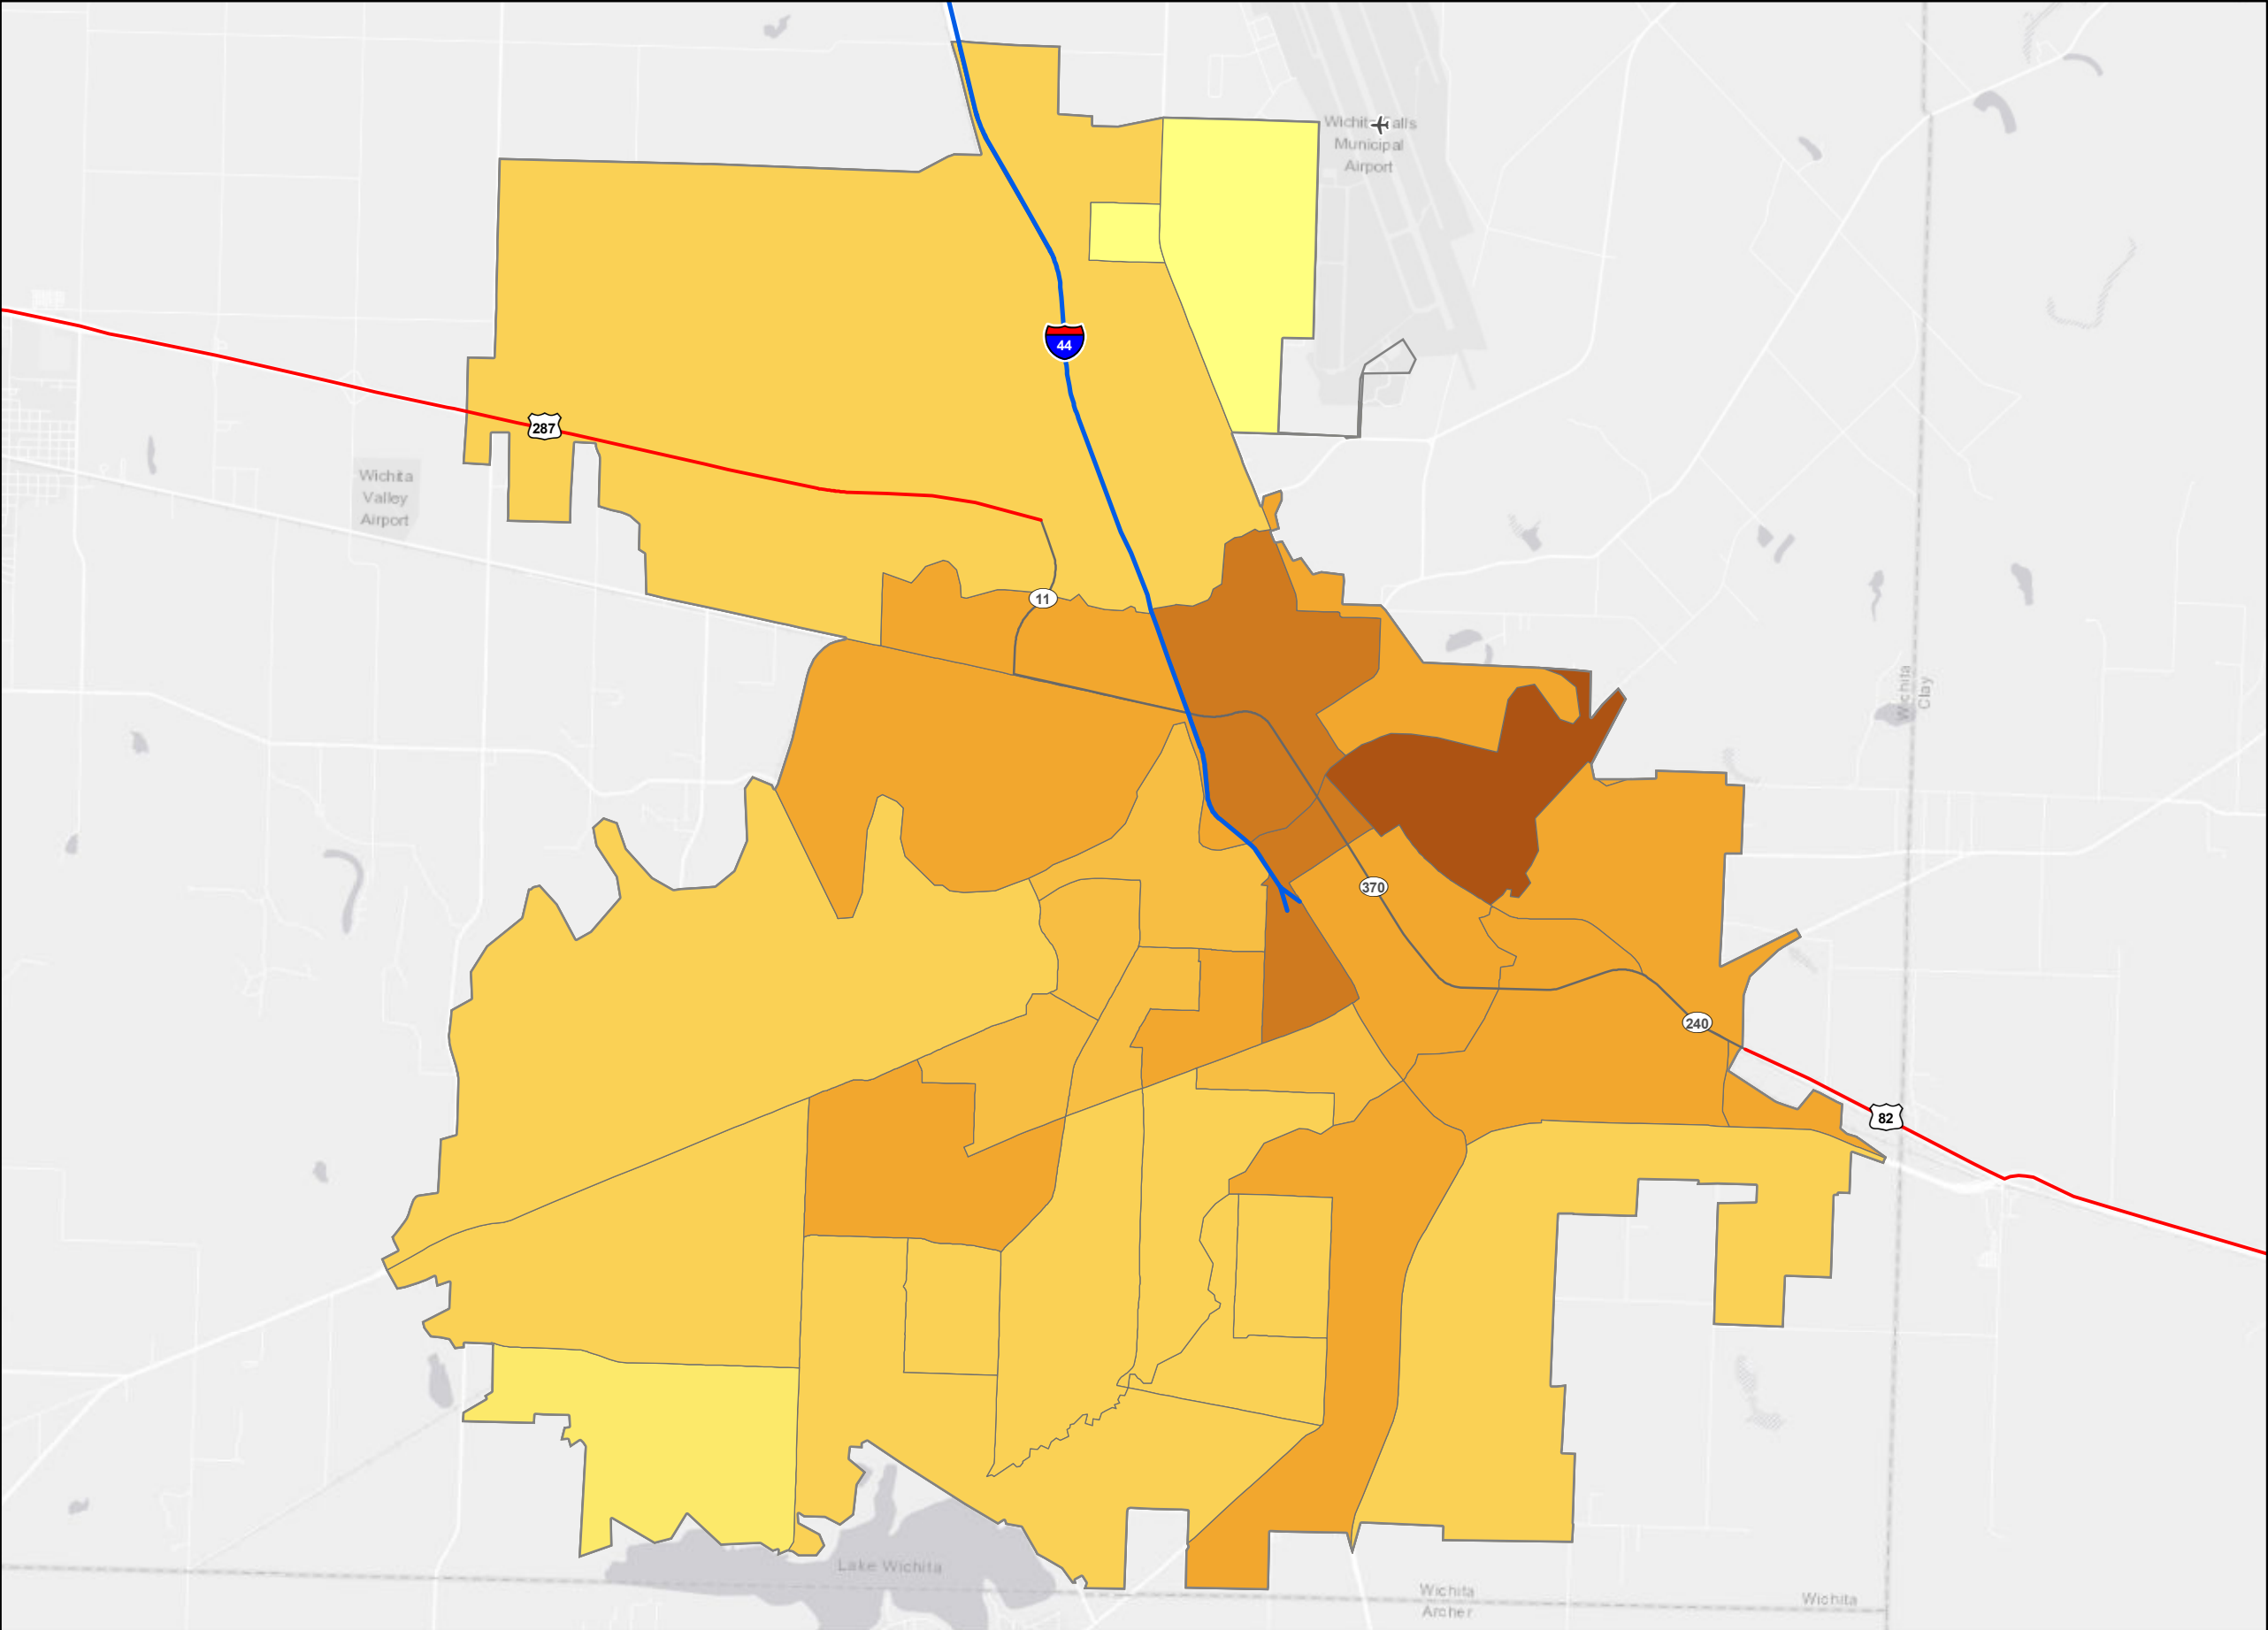 Wichita Falls
Municipal
Airport
44
287
Wichita
Valley
Airport
11
Wichita
Clay
370
240
82
Lake Wichita
Wichita
Archer
Wichita